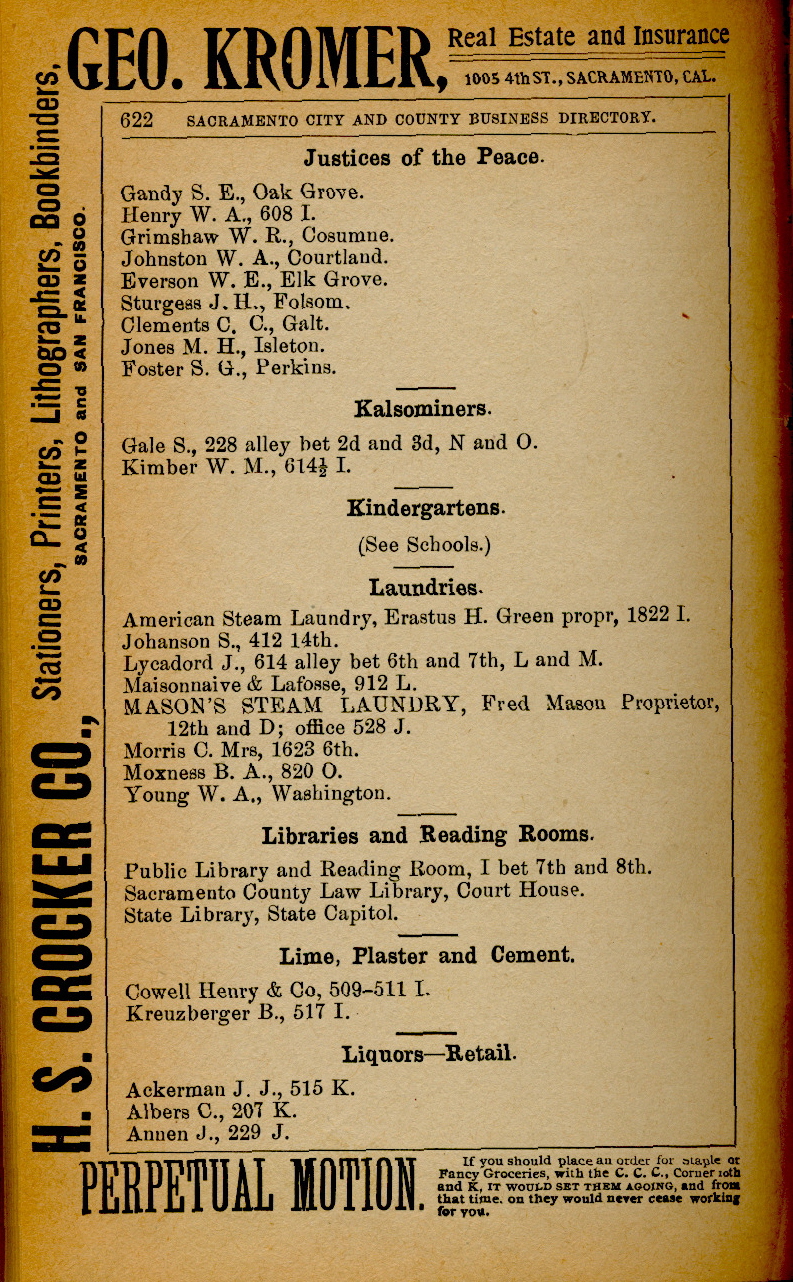 GEO. KROMER,
Real Estate and Insurance
1005 4th ST., SACRAMENTO, CAL.
H. S. CROCKER CO., Stationers, Printers, Lithographers, Bookbinders,
SACRAMENTO and SAN FRANCISCO.
622 SACRAMENTO CITY AND COUNTY BUSINESS DIRECTORY.
Justices of the Peace.
Gandy S. E., Oak Grove.
Henry W. A., 608 I.
Grimshaw W. R., Cosumne.
Johnston W. A., Courtland.
Everson W. E., Elk Grove.
Sturgess J. H., Folsom.
Clements C. C., Galt.
Jones M. H., Isleton.
Foster S. G., Perkins.
Kalsominers.
Gale S., 228 alley bet 2d and 3d, N and O.
Kimber W. M., 614½ I.
Kindergartens.
(See Schools.)
Laundries.
American Steam Laundry, Erastus H. Green propr, 1822 I.
Johanson S., 412 14th.
Lycadord J., 614 alley bet 6th and 7th, L and M.
Maisonnaive & Lafosse, 912 L.
MASON'S STEAM LAUNDRY, Fred Mason Proprietor,
12th and D; office 528 J.
Morris C. Mrs, 1623 6th.
Moxness B. A., 820 O.
Young W. A., Washington.
Libraries and Reading Rooms.
Public Library and Reading Room, I bet 7th and 8th.
Sacramento County Law Library, Court House.
State Library, State Capitol.
Lime, Plaster and Cement.
Cowell Henry & Co, 509–511 I.
Kreuzberger B., 517 I.
Liquors—Retail.
Ackerman J. J., 515 K.
Albers C., 207 K.
Annen J., 229 J.
PERPETUAL MOTION.
If you should place an order for staple or
Fancy Groceries, with the C. C. C., Corner 10th
and K, IT WOULD SET THEM AGOING, and from
that time. on they would never cease working
for you.